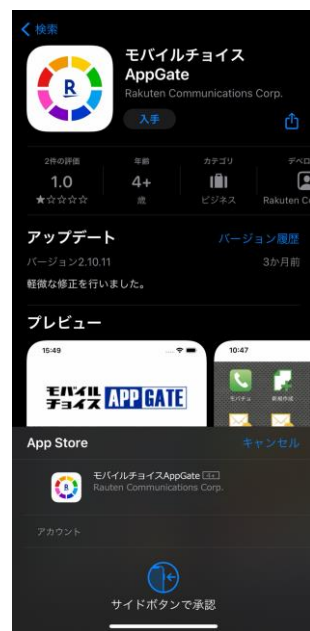 検索
モバイルチョイス
AppGate
Rakuten Communications Corp.
入手
2件の評価
1.0
★☆☆☆☆
年齢
4+
歳
カテゴリ
ビジネス
デベロ
Rakuten Co
アップデート
バージョン履歴
バージョン2.10.11
3か月前
軽微な修正を行いました。
プレビュー
15:49
モバイル
チョイス APP GATE
10:47
モバチョ
新規作成
App Store
キャンセル
モバイルチョイスAppGate 4+
Rauten Communications Corp.
アカウント
サイドボタンで承認